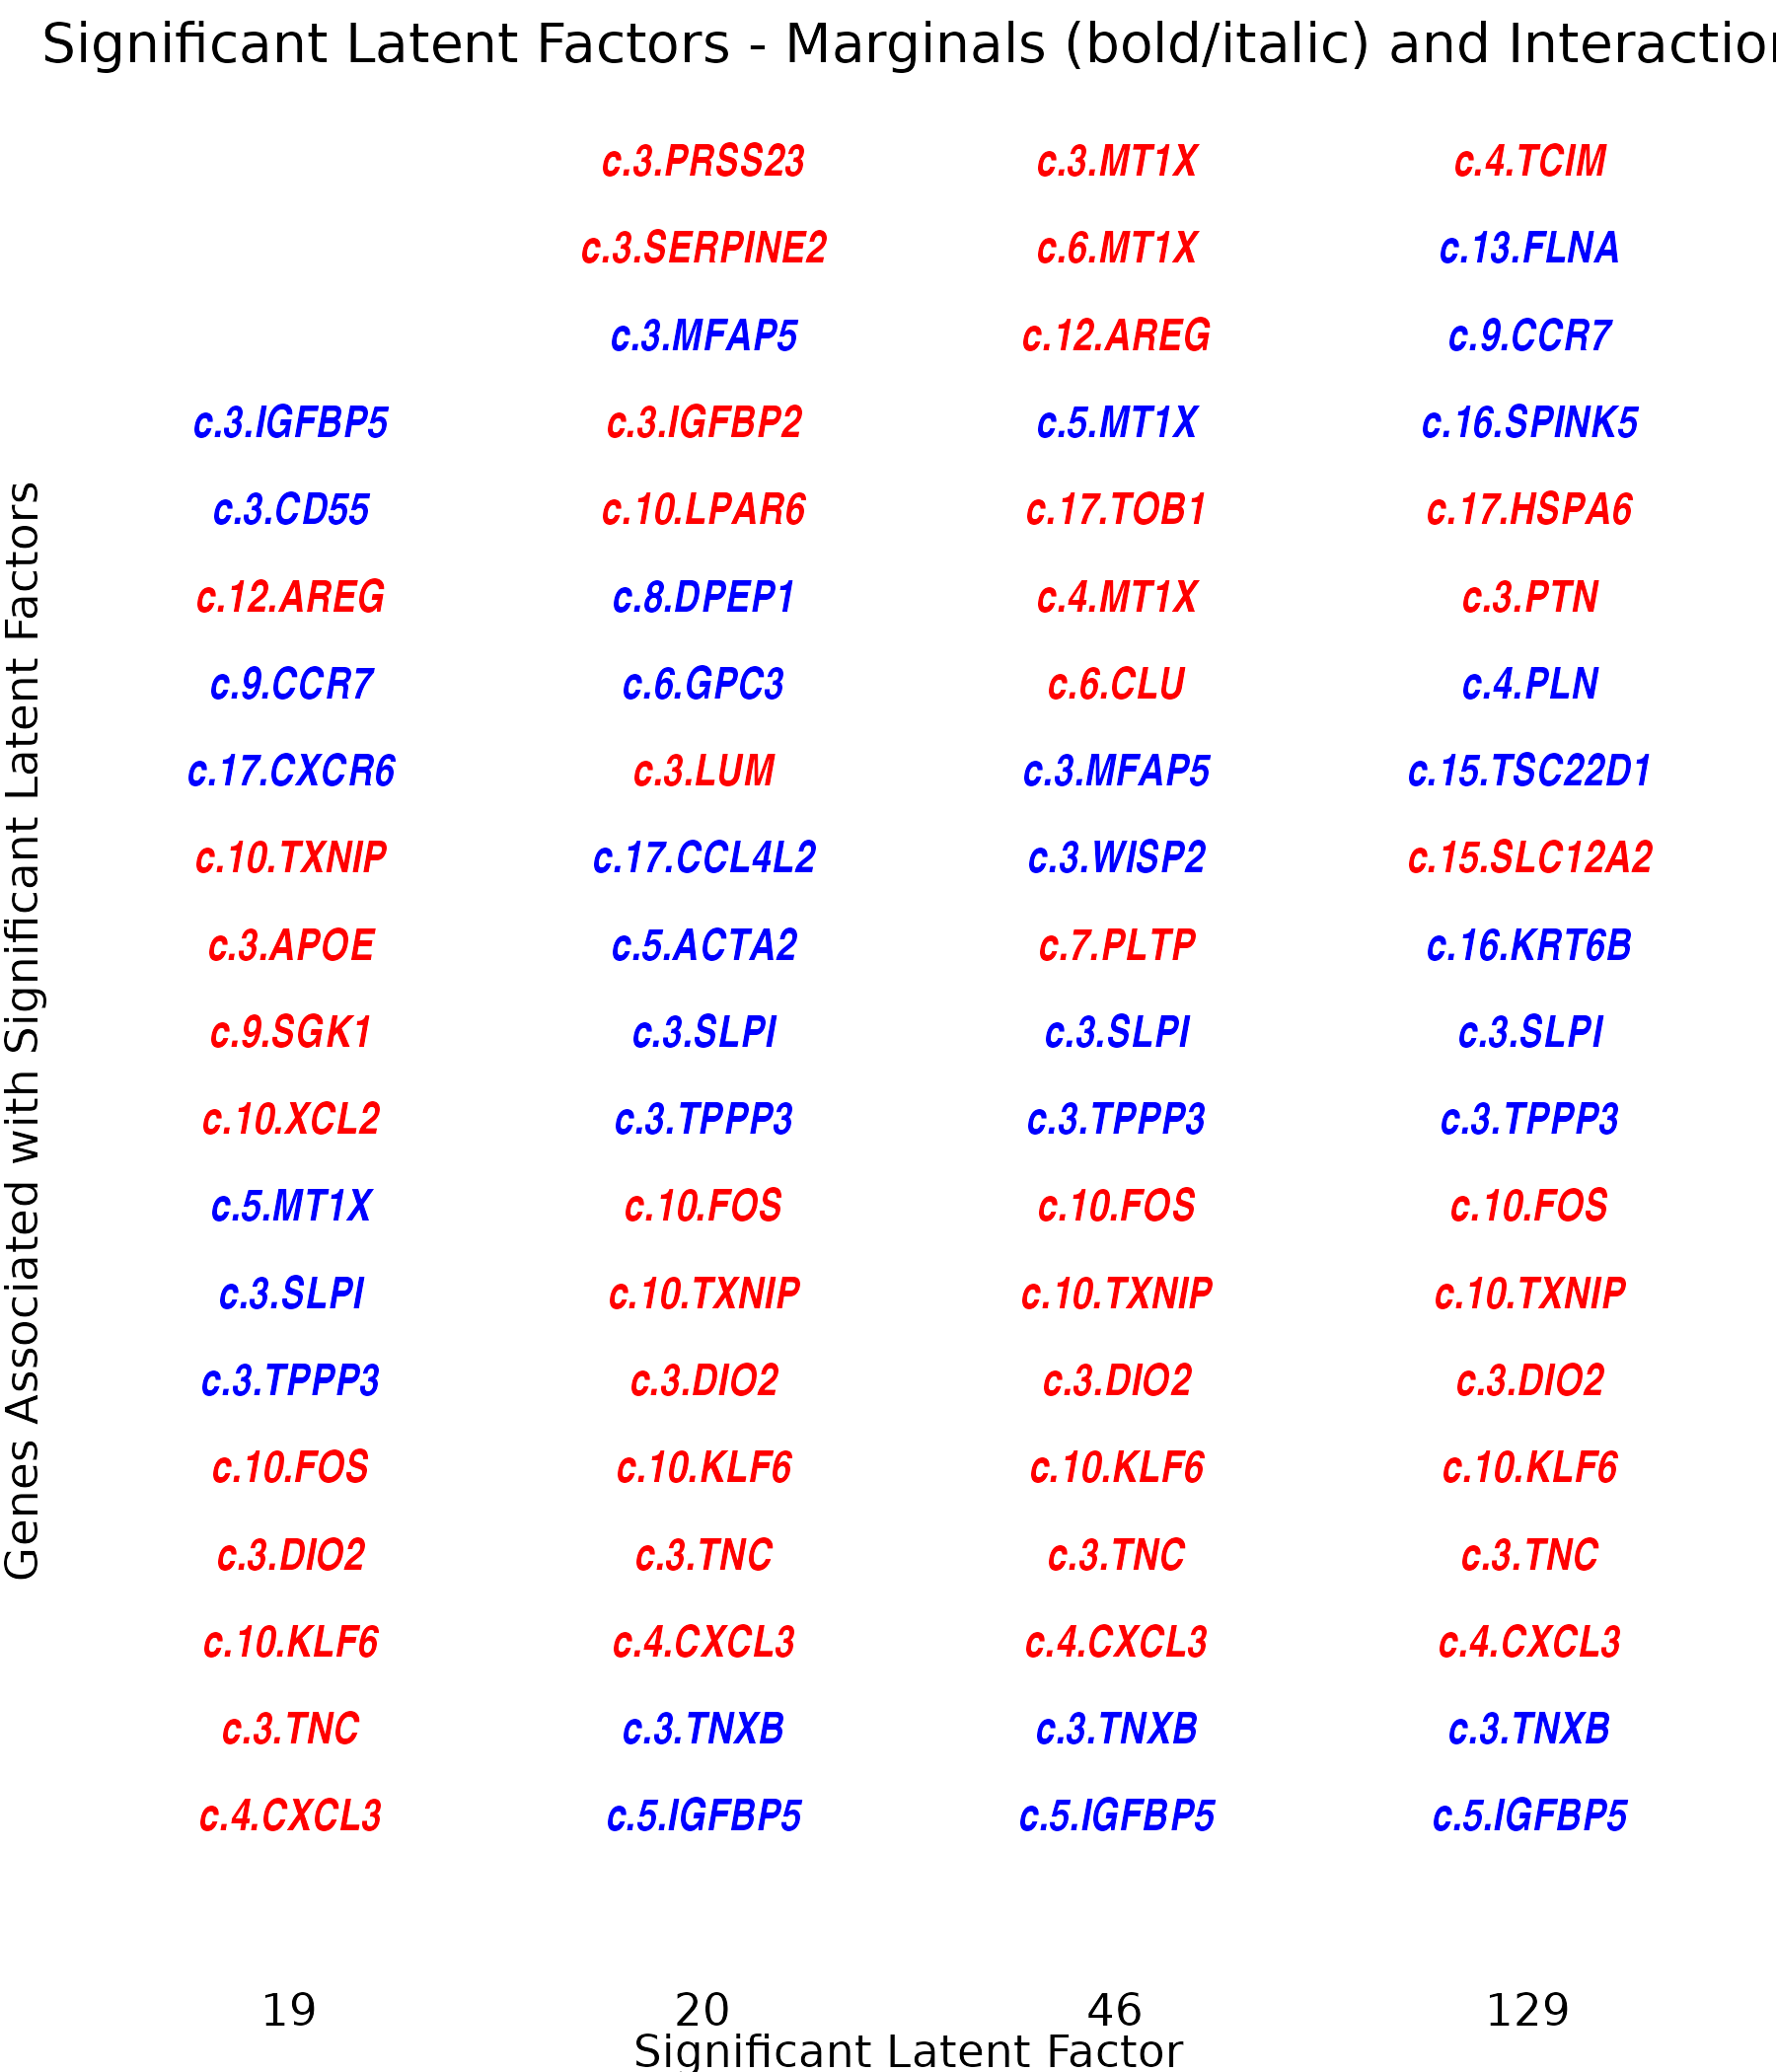 Significant Latent Factors - Marginals (bold/italic) and Interaction
c.3.PRSS23 c.3.MT1X c.4.TCIM
c.3.SERPINE2 c.6.MT1X c.13.FLNA
c.3.MFAP5 c.12.AREG c.9.CCR7
c.3.IGFBP5 c.3.IGFBP2 c.5.MT1X c.16.SPINK5
c.3.CD55 c.10.LPAR6 c.17.TOB1 c.17.HSPA6
c.12.AREG c.8.DPEP1 c.4.MT1X c.3.PTN
c.9.CCR7 c.6.GPC3 c.6.CLU c.4.PLN
c.17.CXCR6 c.3.LUM c.3.MFAP5 c.15.TSC22D1
c.10.TXNIP c.17.CCL4L2 c.3.WISP2 c.15.SLC12A2
c.3.APOE c.5.ACTA2 c.7.PLTP c.16.KRT6B
c.9.SGK1 c.3.SLPI c.3.SLPI c.3.SLPI
c.10.XCL2 c.3.TPPP3 c.3.TPPP3 c.3.TPPP3
c.5.MT1X c.10.FOS c.10.FOS c.10.FOS
c.3.SLPI c.10.TXNIP c.10.TXNIP c.10.TXNIP
c.3.TPPP3 c.3.DIO2 c.3.DIO2 c.3.DIO2
c.10.FOS c.10.KLF6 c.10.KLF6 c.10.KLF6
c.3.DIO2 c.3.TNC c.3.TNC c.3.TNC
c.10.KLF6 c.4.CXCL3 c.4.CXCL3 c.4.CXCL3
c.3.TNC c.3.TNXB c.3.TNXB c.3.TNXB
c.4.CXCL3 c.5.IGFBP5 c.5.IGFBP5 c.5.IGFBP5
19 20 46 129
Significant Latent Factor
Genes Associated with Significant Latent Factors